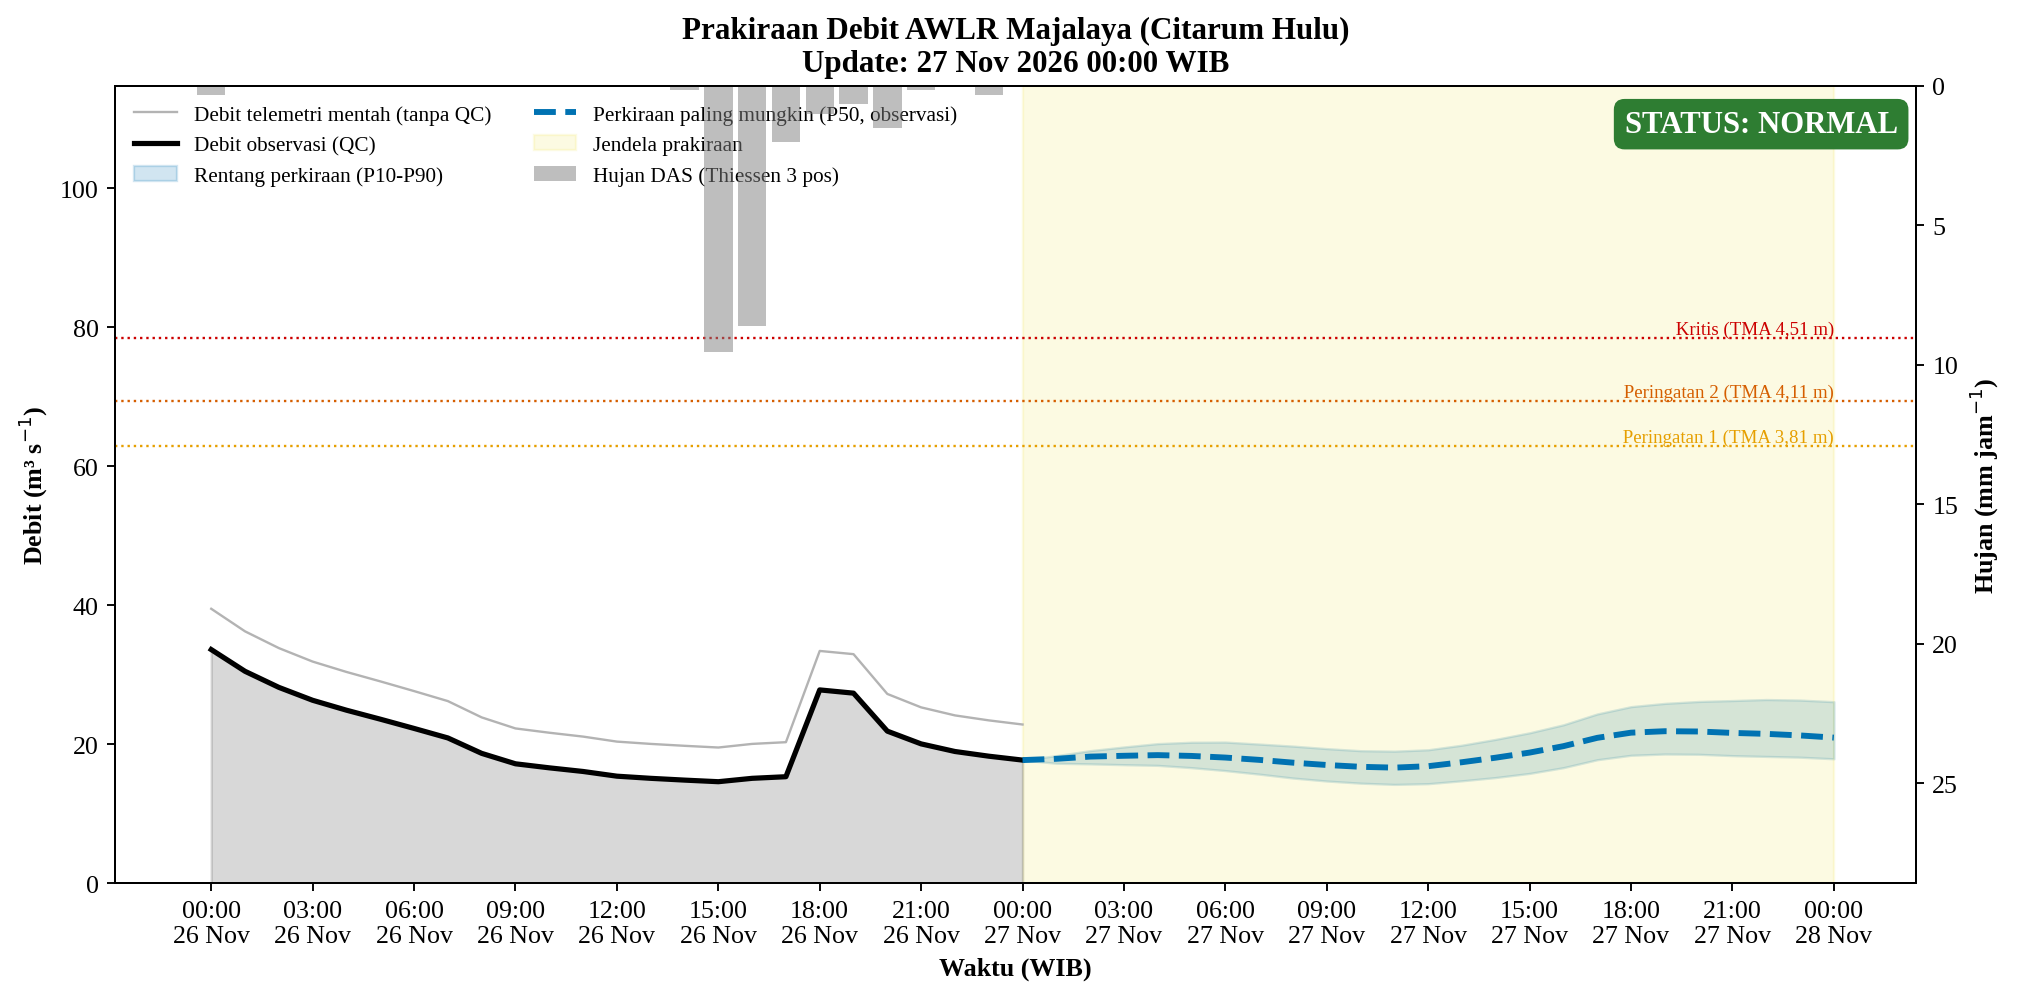 Prakiraan Debit AWLR Majalaya (Citarum Hulu)
Update: 27 Nov 2026 00:00 WIB
Debit telemetri mentah (tanpa QC)
Debit observasi (QC)
Rentang perkiraan (P10-P90)
Perkiraan paling mungkin (P50, observasi)
Jendela prakiraan
Hujan DAS (Thiessen 3 pos)
STATUS: NORMAL
Kritis (TMA 4,51 m)
Peringatan 2 (TMA 4,11 m)
Peringatan 1 (TMA 3,81 m)
Debit (m³ s⁻¹)
100
80
60
40
20
0
0
5
10
15
20
25
Hujan (mm jam⁻¹)
00:00 03:00 06:00 09:00 12:00 15:00 18:00 21:00 00:00 03:00 06:00 09:00 12:00 15:00 18:00 21:00 00:00
26 Nov 26 Nov 26 Nov 26 Nov 26 Nov 26 Nov 26 Nov 26 Nov 27 Nov 27 Nov 27 Nov 27 Nov 27 Nov 27 Nov 27 Nov 27 Nov 28 Nov
Waktu (WIB)